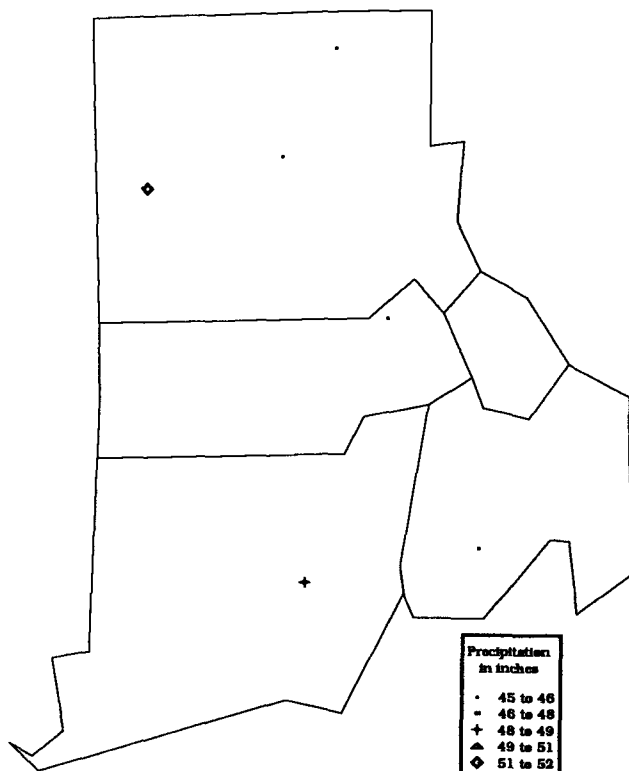 Precipitation
in inches
45 to 46
46 to 48
48 to 49
49 to 51
51 to 52